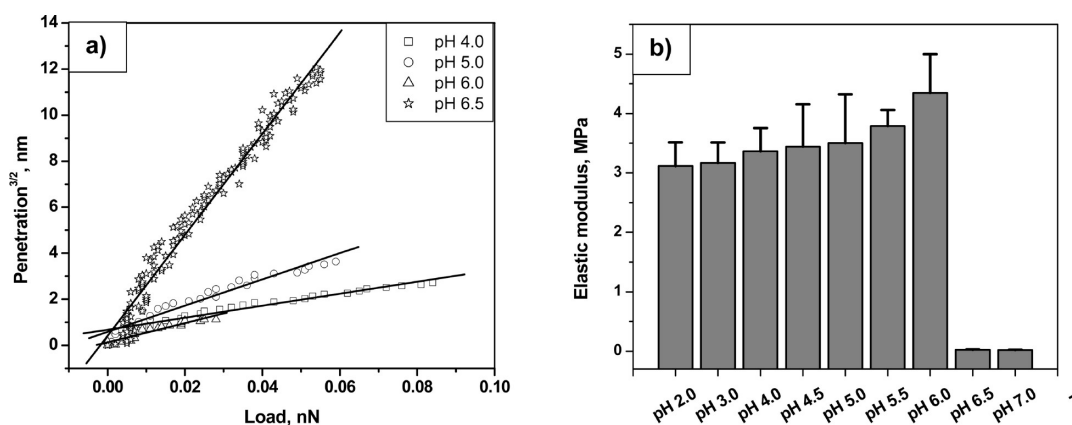 a)
pH 4.0
pH 5.0
pH 6.0
pH 6.5
Penetration^3/2, nm
14
12
10
8
6
4
2
0
0.00 0.02 0.04 0.06 0.08 0.10
Load, nN
b)
Elastic modulus, MPa
5
4
3
2
1
0
pH 2.0 pH 3.0 pH 4.0 pH 4.5 pH 5.0 pH 5.5 pH 6.0 pH 6.5 pH 7.0